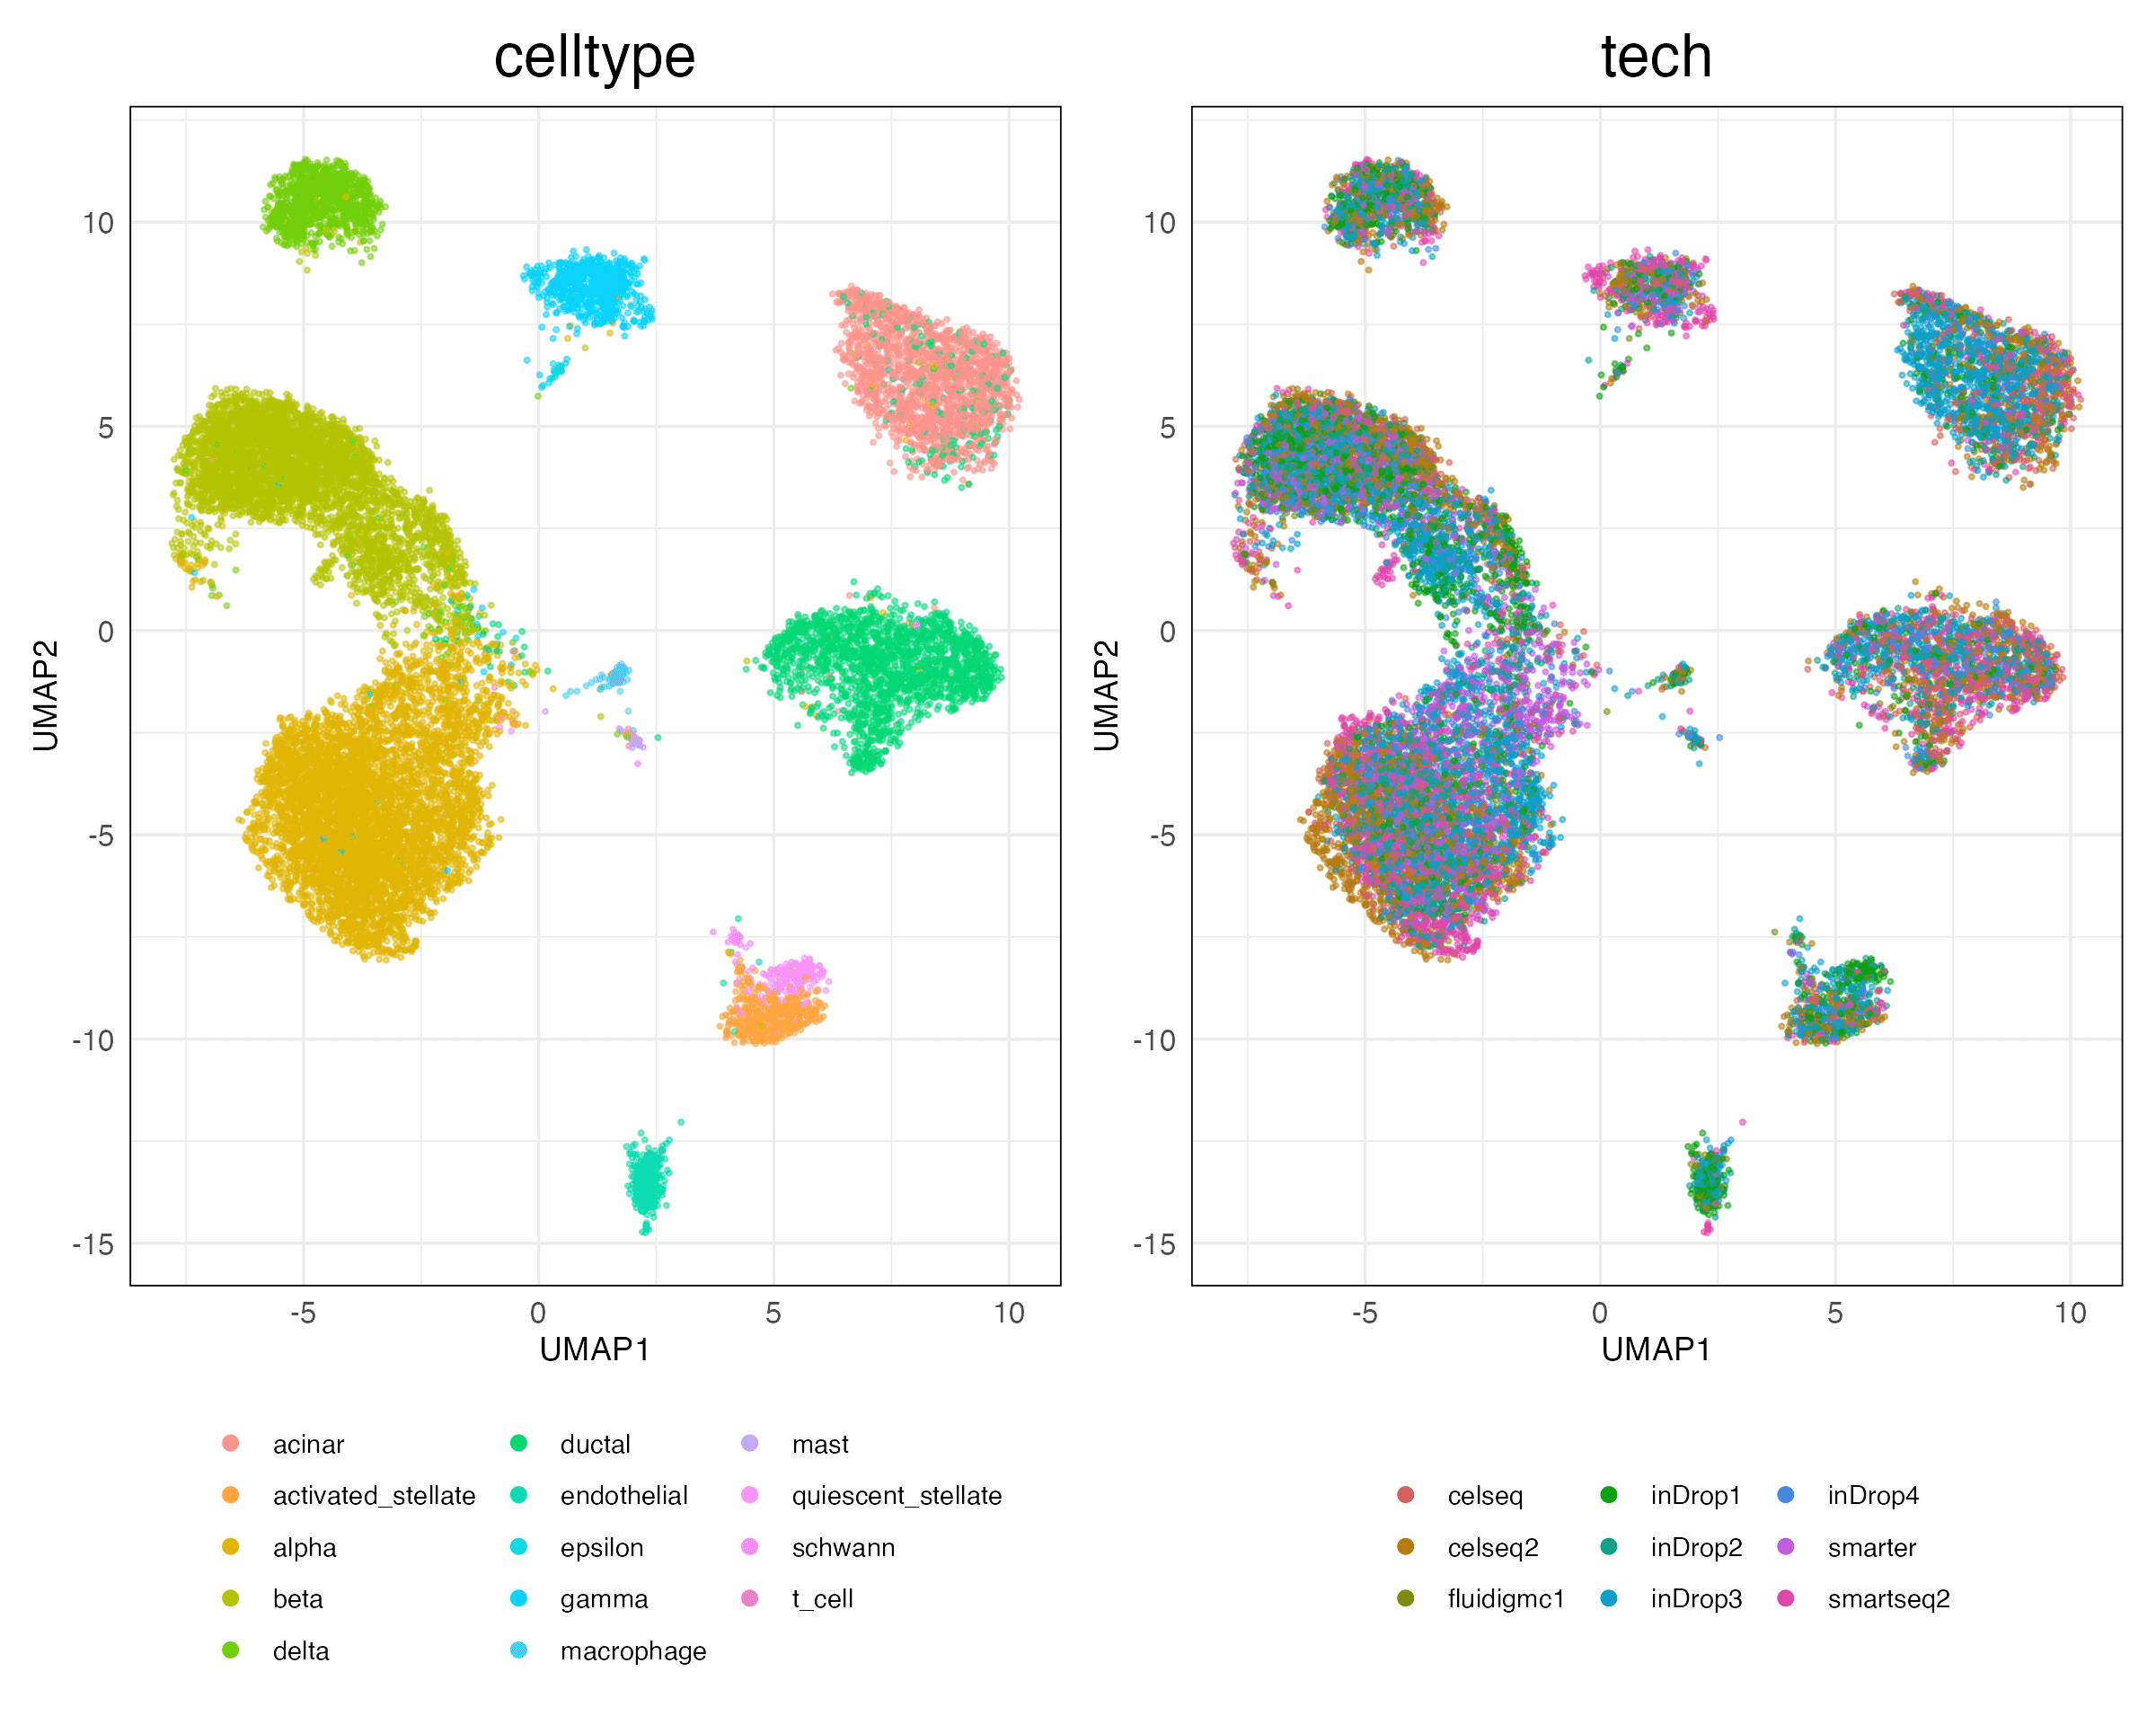 celltype
tech
10
5
0
-5
-10
-15
UMAP2
-5 0 5 10
UMAP1
10
5
0
-5
-10
-15
UMAP2
-5 0 5 10
UMAP1
acinar ductal mast
activated_stellate endothelial quiescent_stellate
alpha epsilon schwann
beta gamma t_cell
delta macrophage
celseq inDrop1 inDrop4
celseq2 inDrop2 smarter
fluidigmc1 inDrop3 smartseq2